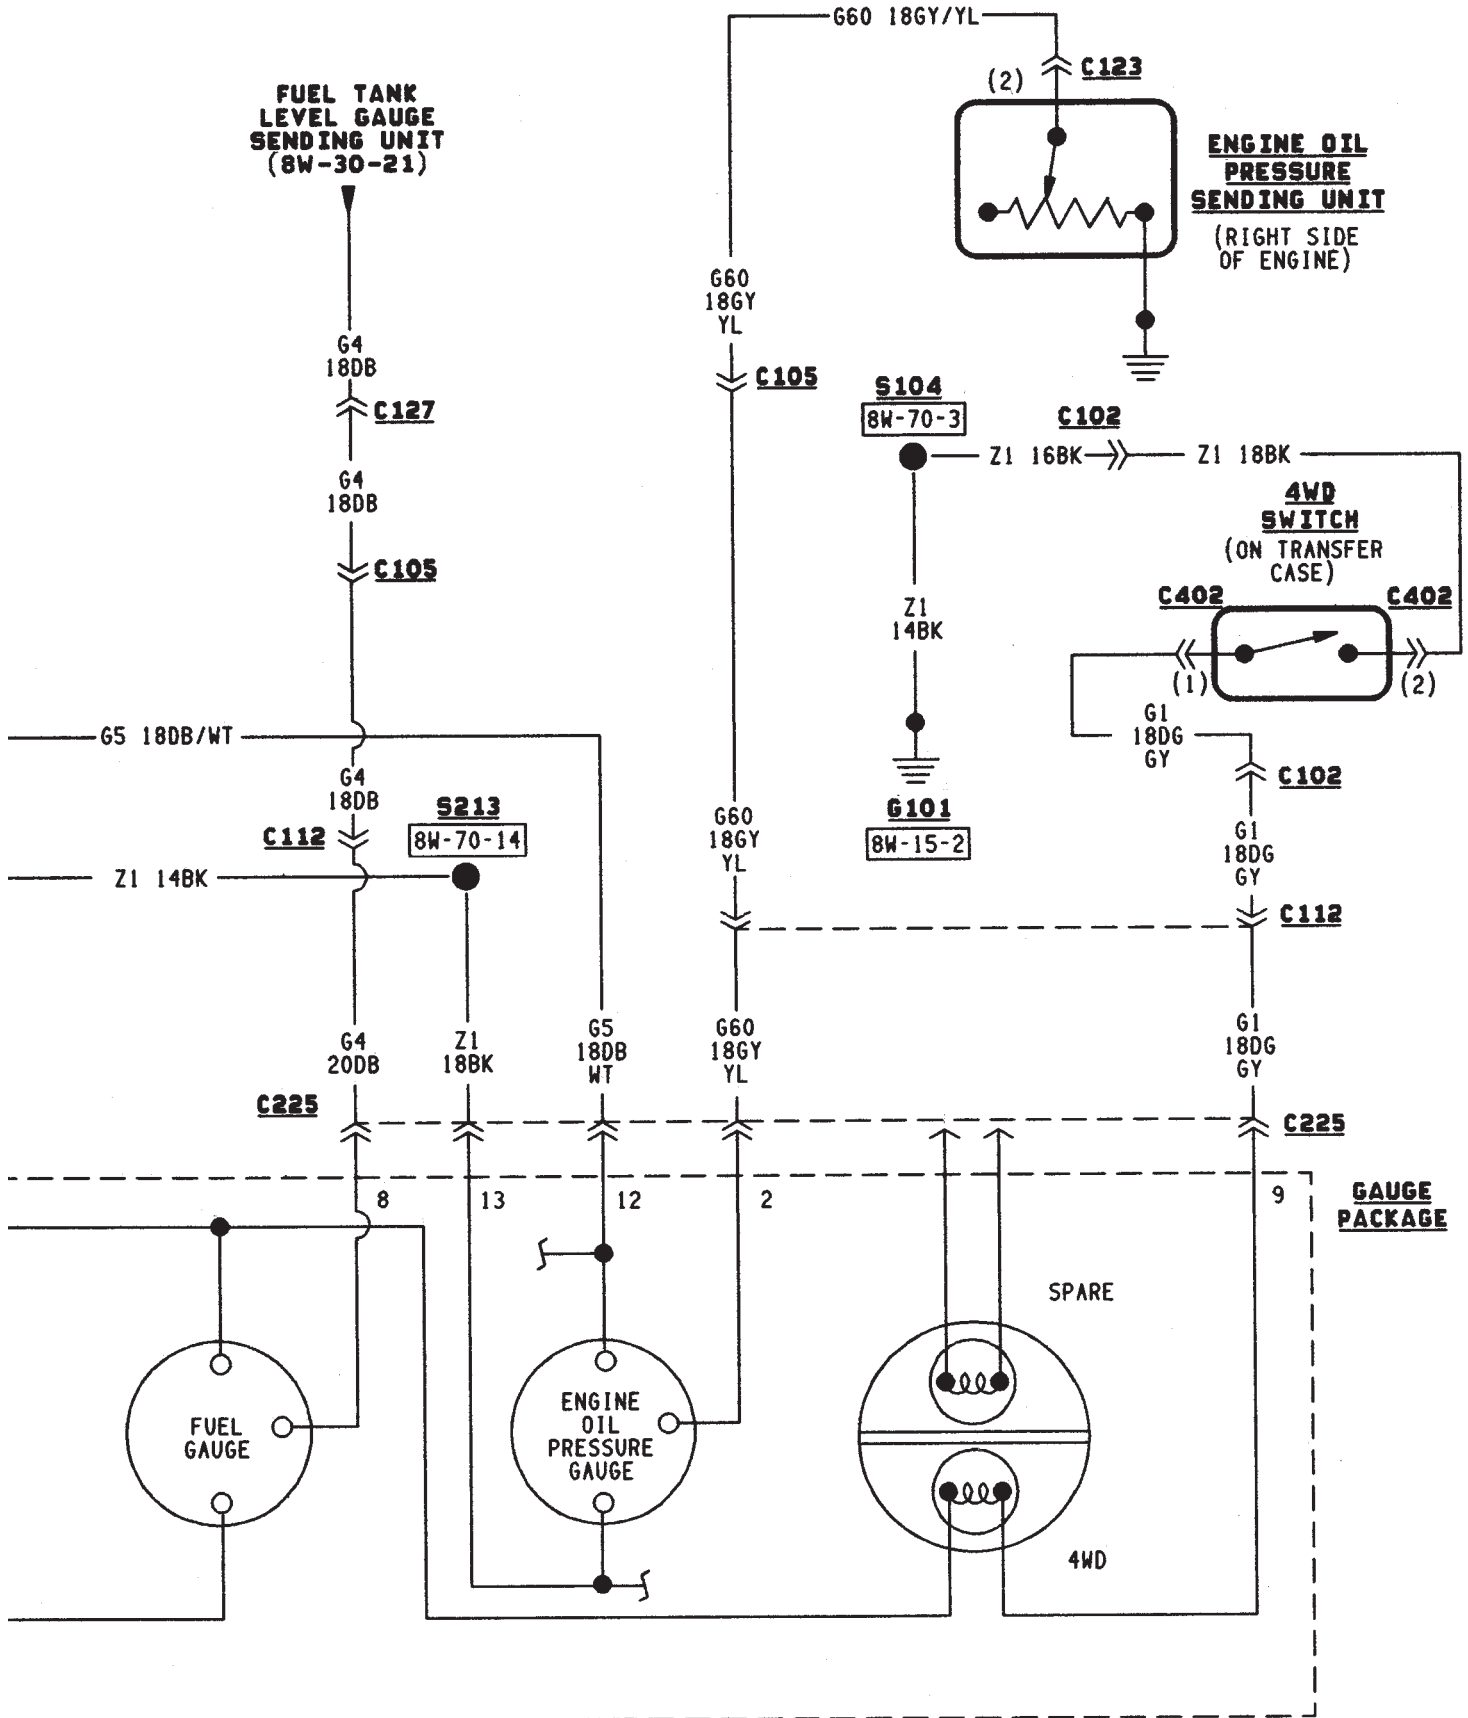 G60 18GY/YL
(2)
C123
FUEL TANK
LEVEL GAUGE
SENDING UNIT
(8W-30-21)
ENGINE OIL
PRESSURE
SENDING UNIT
(RIGHT SIDE
OF ENGINE)
G60
18GY
YL
G4
18DB
C105
C127
S104
8W-70-3
C102
Z1 16BK
Z1 18BK
G4
18DB
4WD
SWITCH
(ON TRANSFER
CASE)
C105
C402
C402
Z1
14BK
(1)
(2)
G5 18DB/WT
G1
18DG
GY
G4
18DB
C102
S213
8W-70-14
C112
G60
18GY
YL
G101
8W-15-2
G1
18DG
GY
Z1 14BK
C112
G4
20DB
Z1
18BK
G5
18DB
WT
G60
18GY
YL
G1
18DG
GY
C225
C225
8
13
12
2
9
GAUGE
PACKAGE
SPARE
FUEL
GAUGE
ENGINE
OIL
PRESSURE
GAUGE
4WD